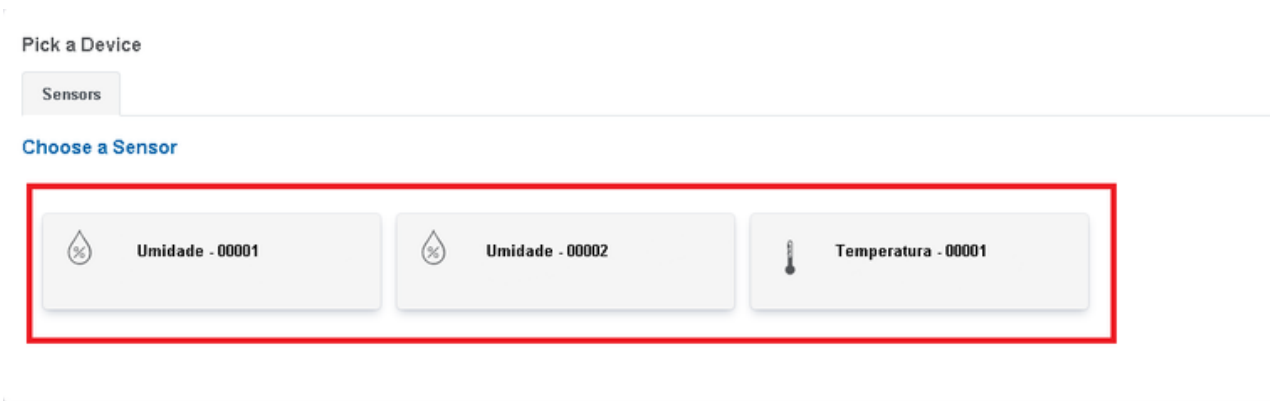 Pick a Device
Sensors
Choose a Sensor
% Umidade - 00001
% Umidade - 00002
Temperatura - 00001